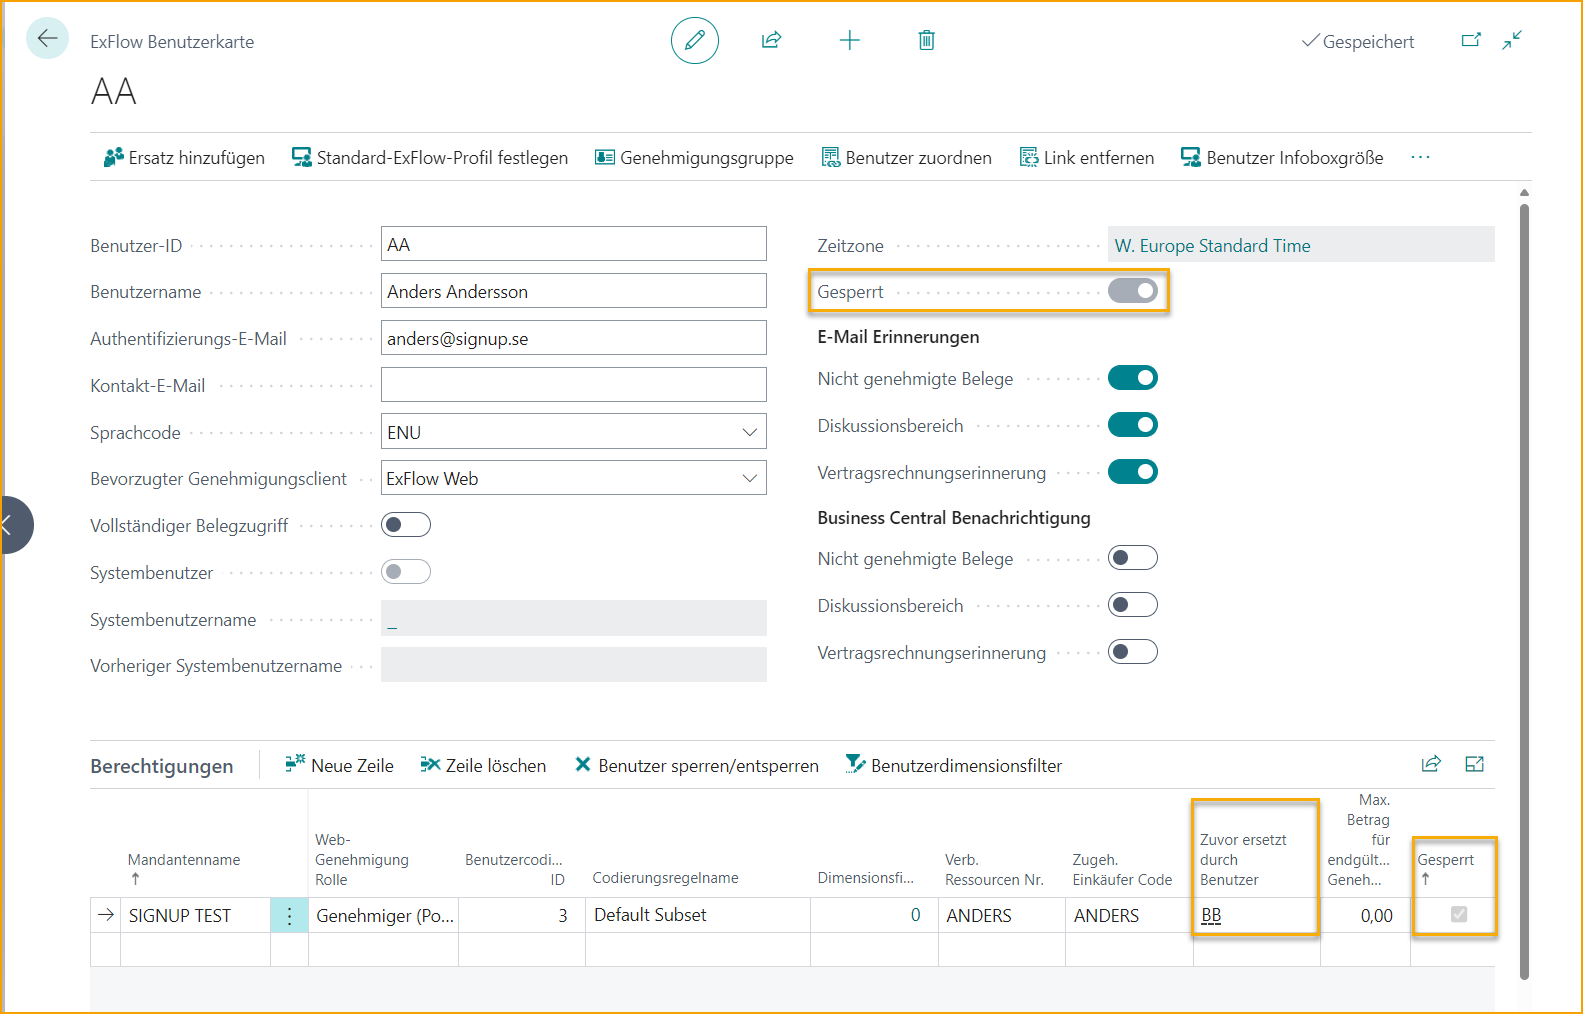 ExFlow Benutzerkarte
Gespeichert
AA
Ersatz hinzufügen
Standard-ExFlow-Profil festlegen
Genehmigungsgruppe
Benutzer zuordnen
Link entfernen
Benutzer Infoboxgröße
Benutzer-ID
AA
Benutzername
Anders Andersson
Authentifizierungs-E-Mail
anders@signup.se
Kontakt-E-Mail
Sprachcode
ENU
Bevorzugter Genehmigungsclient
ExFlow Web
Vollständiger Belegzugriff
Systembenutzer
Systembenutzername
_
Vorheriger Systembenutzername
Zeitzone
W. Europe Standard Time
Gesperrt
E-Mail Erinnerungen
Nicht genehmigte Belege
Diskussionsbereich
Vertragsrechnungserinnerung
Business Central Benachrichtigung
Nicht genehmigte Belege
Diskussionsbereich
Vertragsrechnungserinnerung
Berechtigungen
Neue Zeile
Zeile löschen
Benutzer sperren/entsperren
Benutzerdimensionsfilter
Mandantenname
Web-
Genehmigung
Rolle
Benutzercodi...
ID
Codierungsregelname
Dimensionsfi...
Verb.
Ressourcen Nr.
Zugeh.
Einkäufer Code
Zuvor ersetzt
durch
Benutzer
Max.
Betrag
für
endgült...
Geneh...
Gesperrt
SIGNUP TEST
Genehmiger (Po...
3
Default Subset
0
ANDERS
ANDERS
BB
0,00